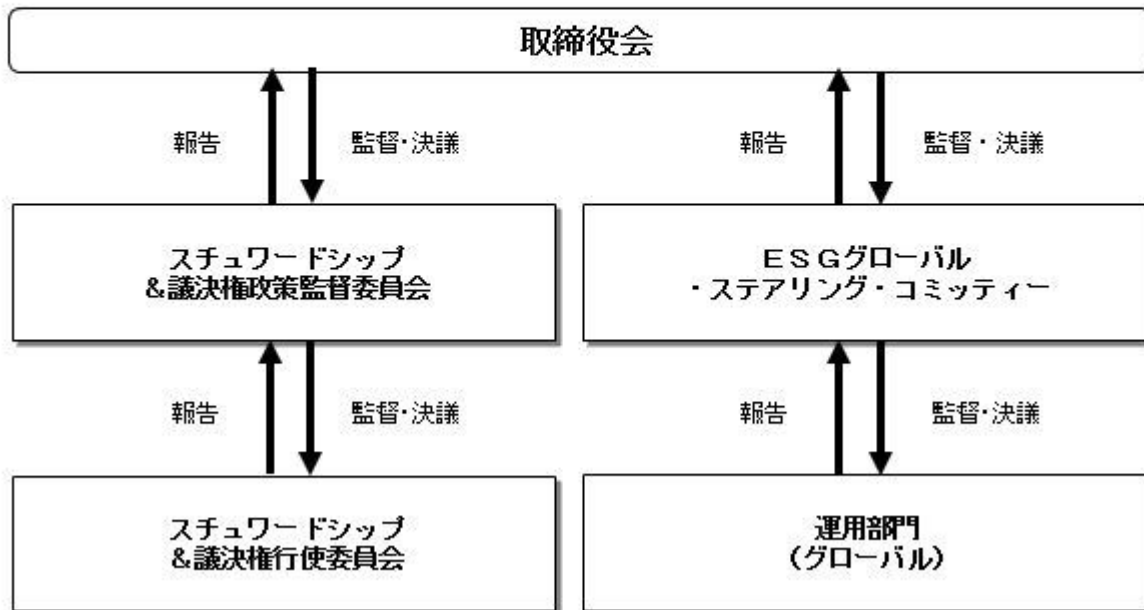 取締役会
報告
監督・決議
報告
監督・決議
スチュワードシップ
&議決権政策監督委員会
ESGグローバル
・ステアリング・コミッティー
報告
監督・決議
報告
監督・決議
スチュワードシップ
&議決権行使委員会
運用部門
(グローバル)